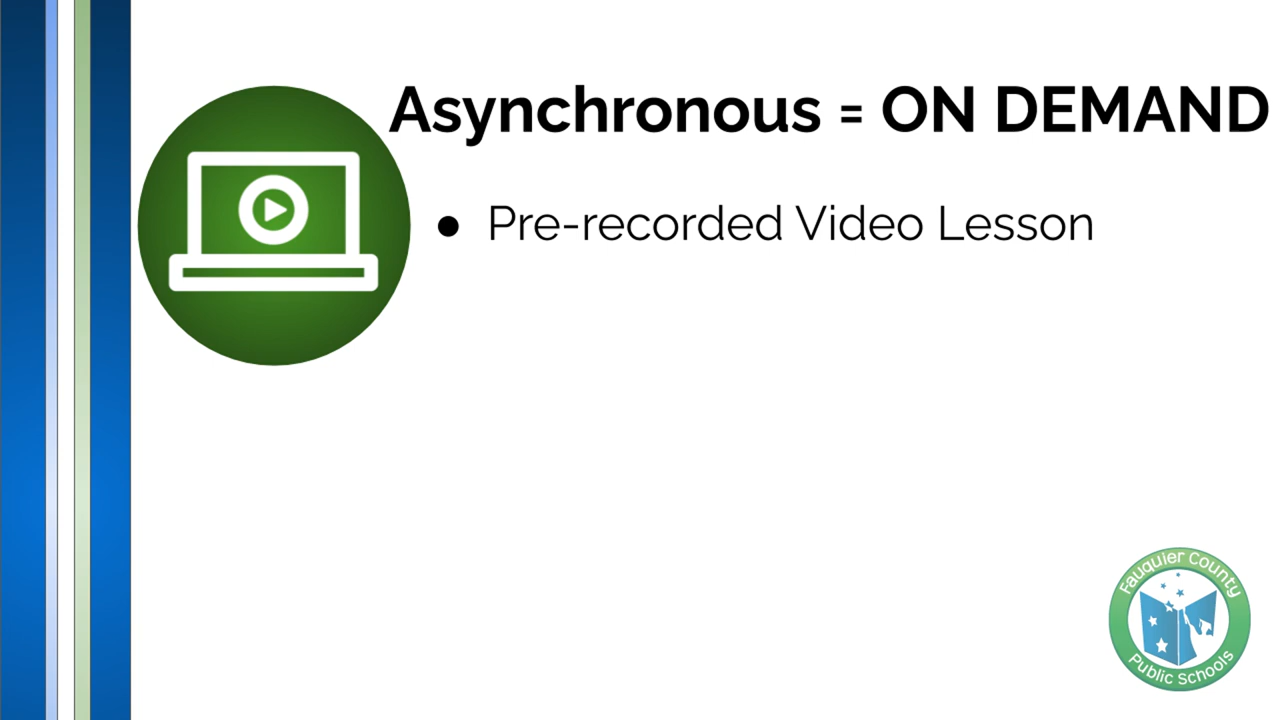 Asynchronous = ON DEMAND
● Pre-recorded Video Lesson
Fauquier County
Public Schools